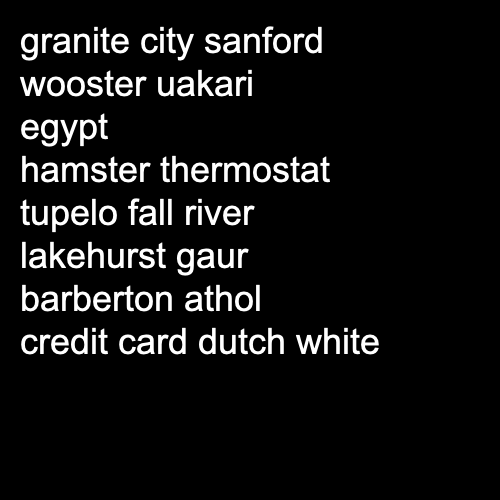 granite city sanford
wooster uakari
egypt
hamster thermostat
tupelo fall river
lakehurst gaur
barberton athol
credit card dutch white